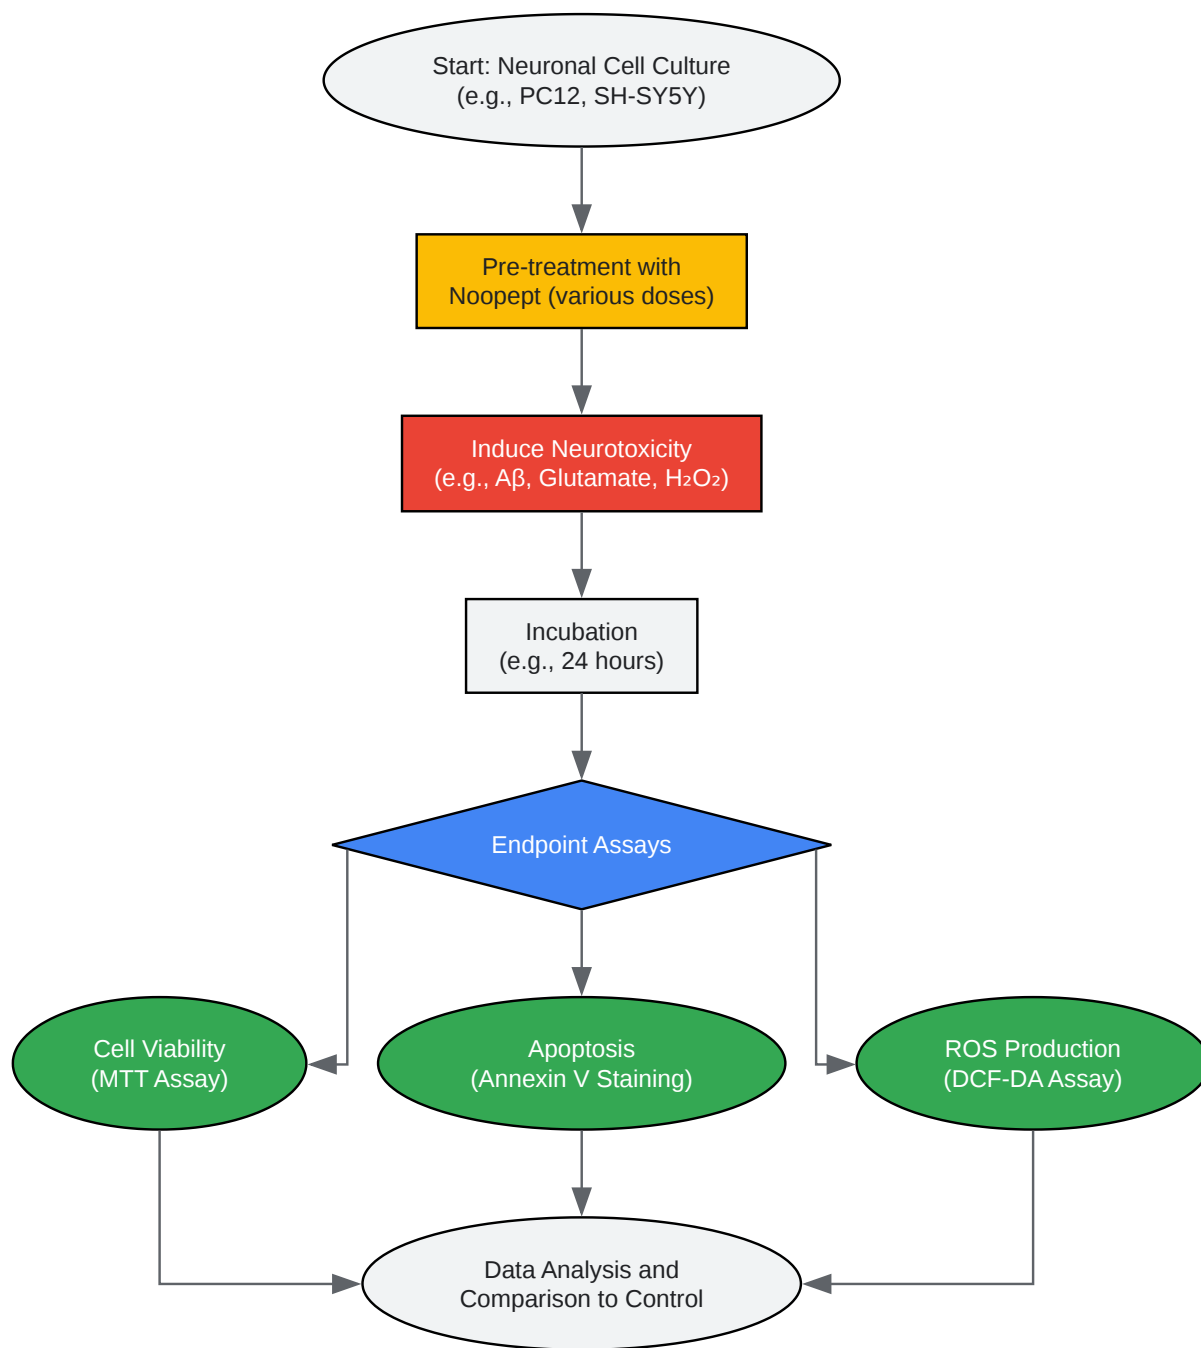 Start: Neuronal Cell Culture
(e.g., PC12, SH-SY5Y)
Pre-treatment with
Noopept (various doses)
Induce Neurotoxicity
(e.g., Aβ, Glutamate, H₂O₂)
Incubation
(e.g., 24 hours)
Endpoint Assays
Cell Viability
(MTT Assay)
Apoptosis
(Annexin V Staining)
ROS Production
(DCF-DA Assay)
Data Analysis and
Comparison to Control